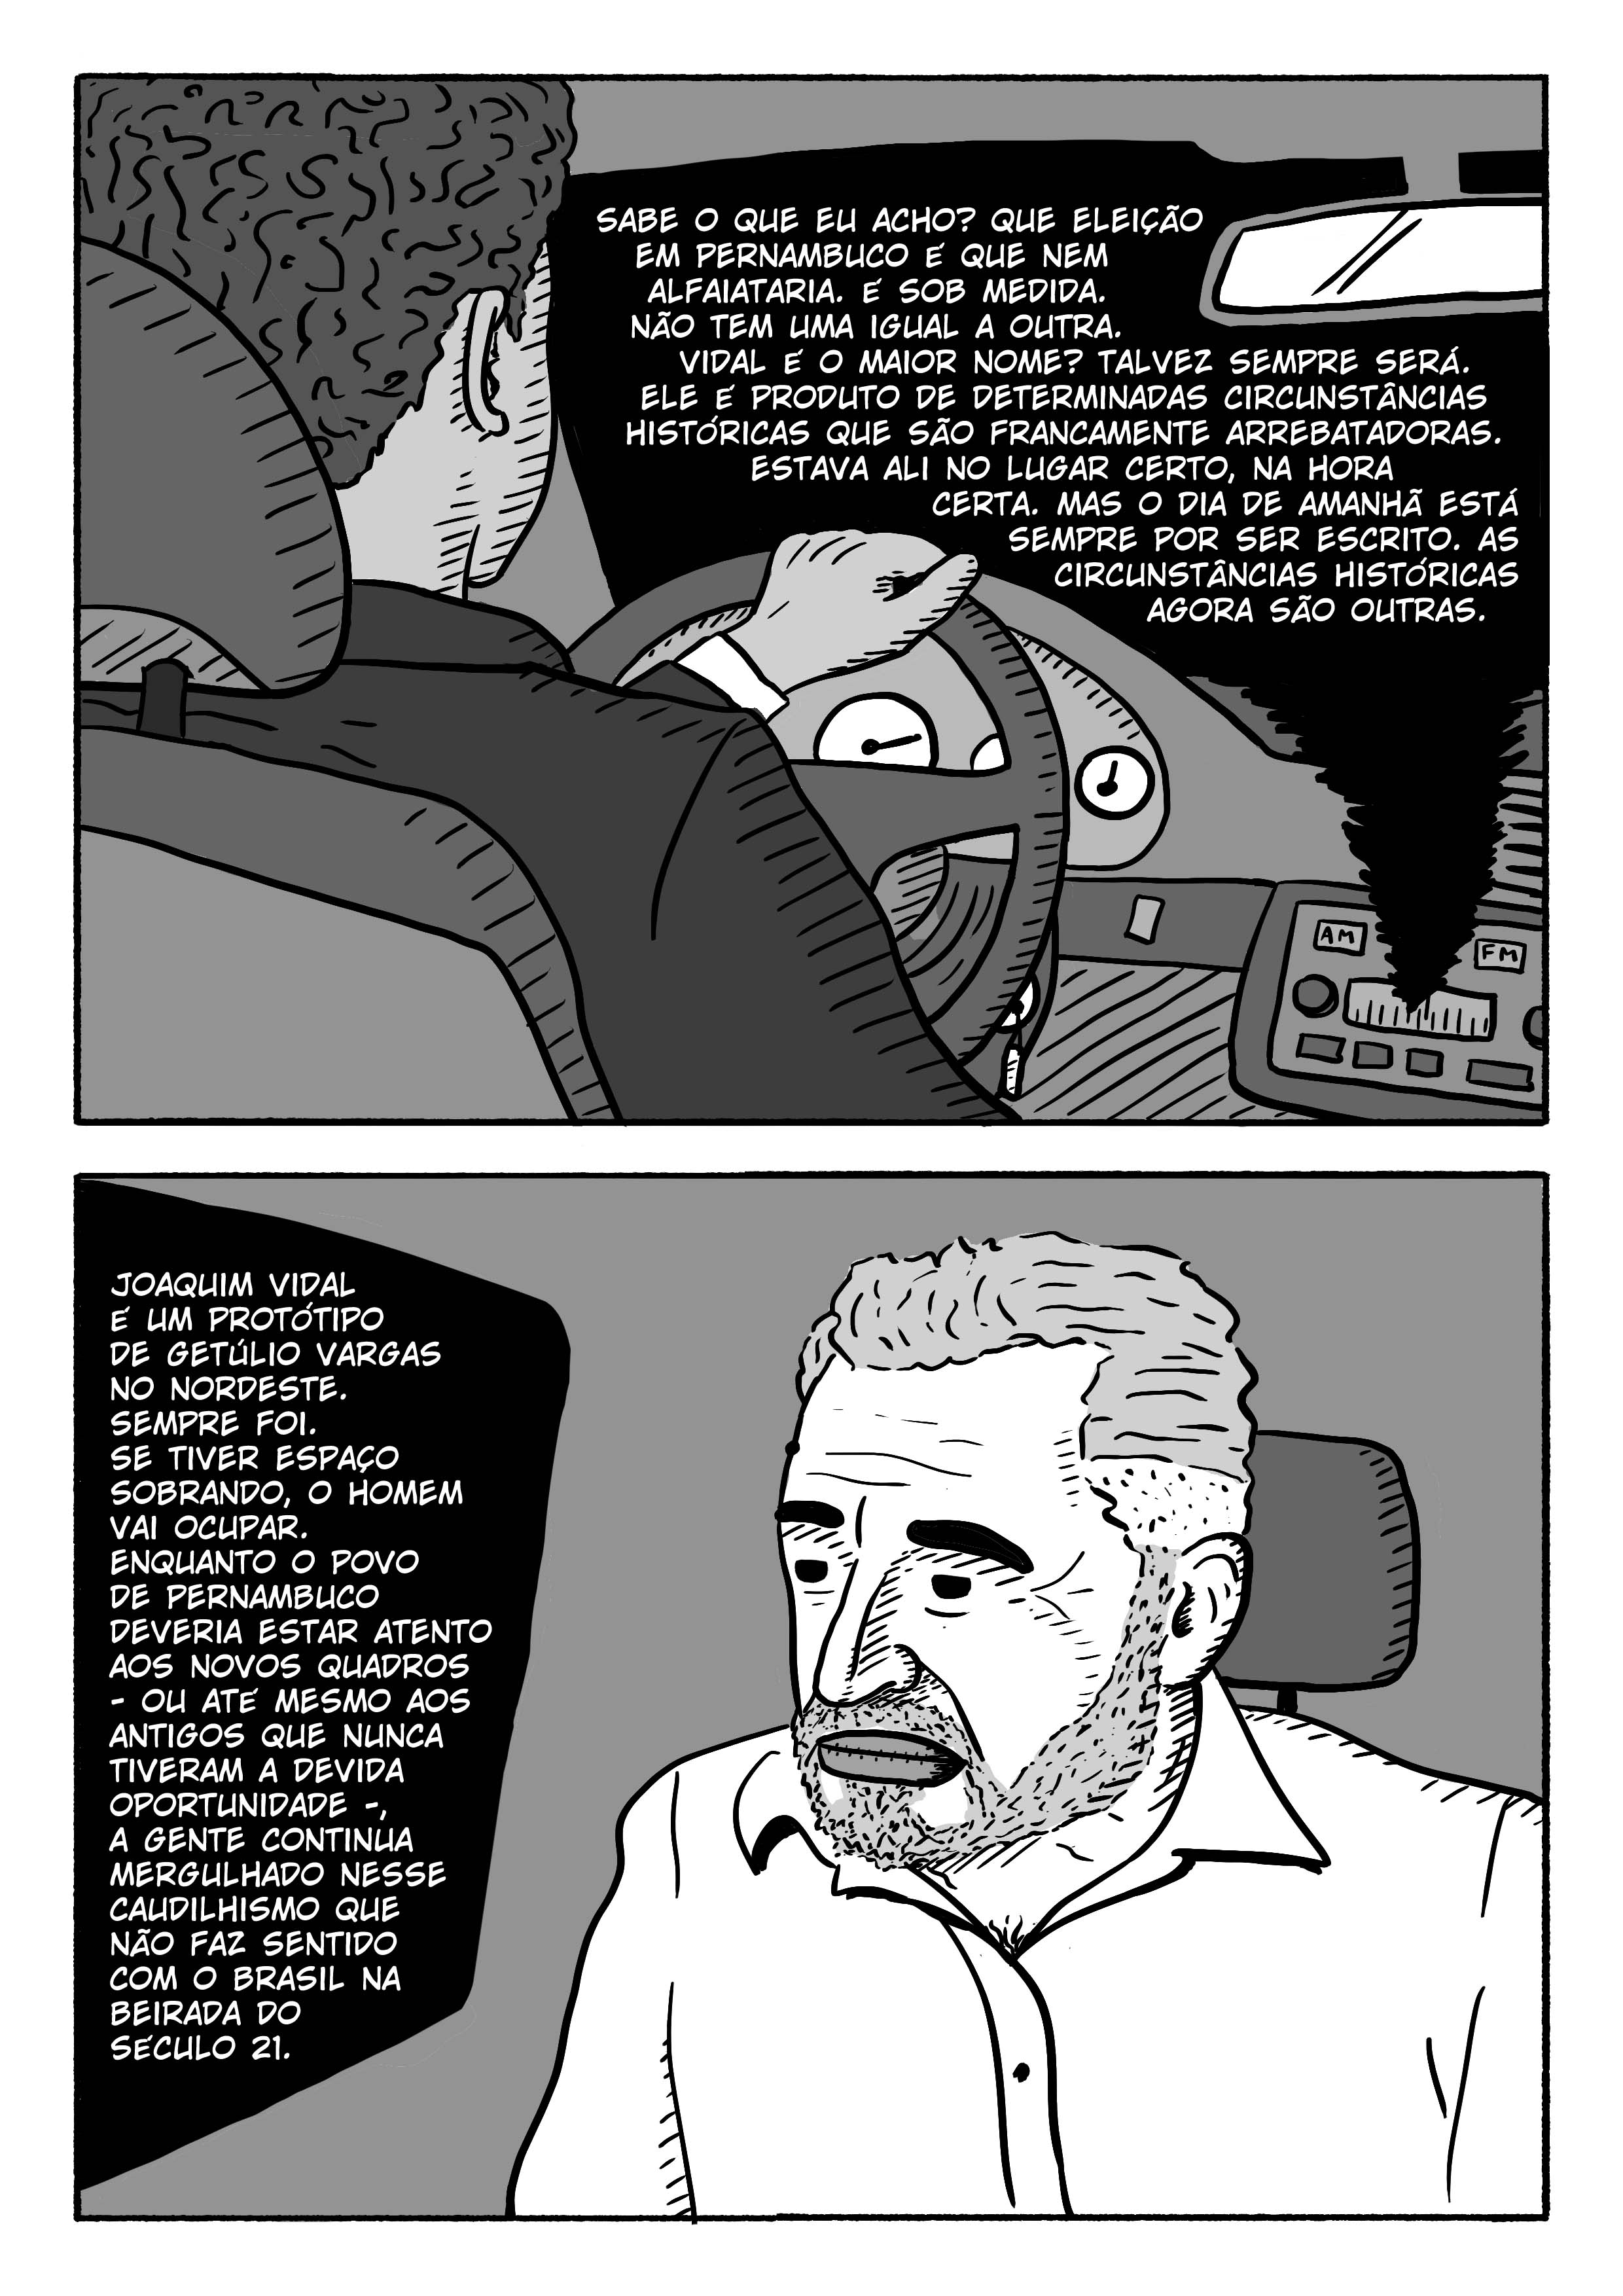 SABE O QUE EU ACHO? QUE ELEIÇÃO
EM PERNAMBUCO É QUE NEM
ALFAIATARIA. É SOB MEDIDA.
NÃO TEM UMA IGUAL A OUTRA.
VIDAL É O MAIOR NOME? TALVEZ SEMPRE SERÁ.
ELE É PRODUTO DE DETERMINADAS CIRCUNSTÂNCIAS
HISTÓRICAS QUE SÃO FRANCAMENTE ARREBATADORAS.
ESTAVA ALI NO LUGAR CERTO, NA HORA
CERTA. MAS O DIA DE AMANHÃ ESTÁ
SEMPRE POR SER ESCRITO. AS
CIRCUNSTÂNCIAS HISTÓRICAS
AGORA SÃO OUTRAS.
AM
FM
JOAQUIM VIDAL
É UM PROTÓTIPO
DE GETÚLIO VARGAS
NO NORDESTE.
SEMPRE FOI.
SE TIVER ESPAÇO
SOBRANDO, O HOMEM
VAI OCUPAR.
ENQUANTO O POVO
DE PERNAMBUCO
DEVERIA ESTAR ATENTO
AOS NOVOS QUADROS
- OU ATÉ MESMO AOS
ANTIGOS QUE NUNCA
TIVERAM A DEVIDA
OPORTUNIDADE -,
A GENTE CONTINUA
MERGULHADO NESSE
CAUDILHISMO QUE
NÃO FAZ SENTIDO
COM O BRASIL NA
BEIRADA DO
SÉCULO 21.